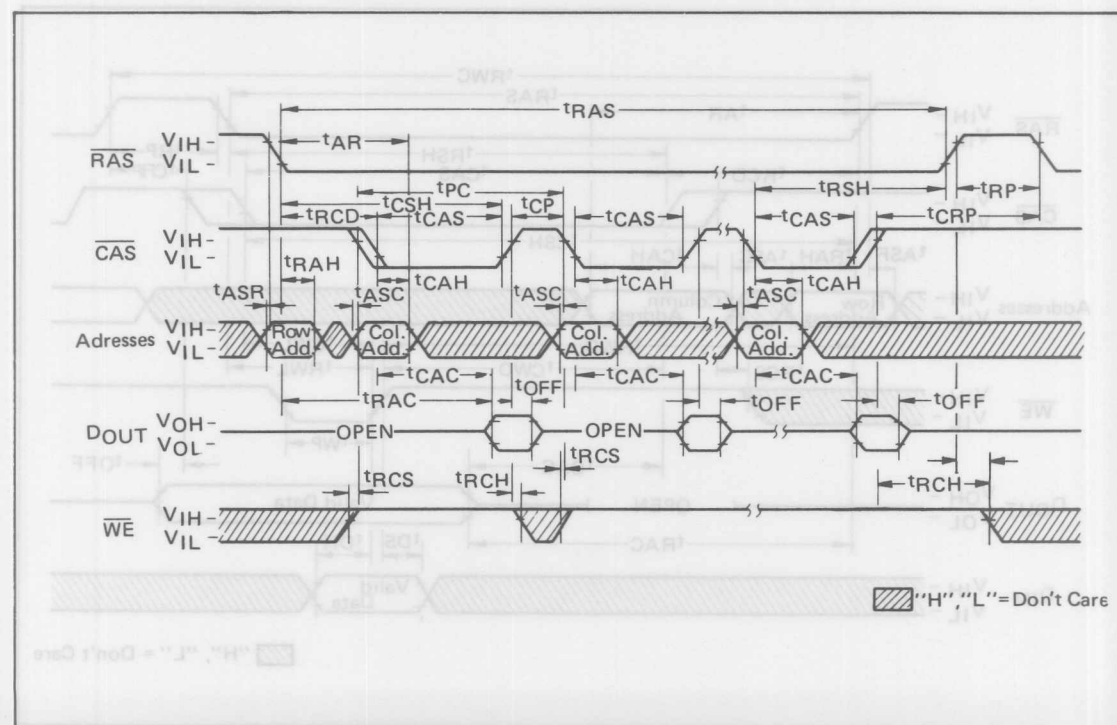 tRAS
tAR
RAS
VIH
VIL
tPC
tRSH
tRP
tCSH
tRCD
tCAS
tCP
tCAS
tCAS
tCRP
CAS
VIH
VIL
tRAH
tCAH
tCAH
tCAH
tASR
tASC
tASC
tASC
Adresses
VIH
VIL
Row Add.
Col. Add.
Col. Add.
Col. Add.
tCAC
tCAC
tCAC
tRAC
tOFF
tOFF
tOFF
DOUT
VOH
VOL
OPEN
OPEN
tRCS
tRCS
tRCH
tRCH
WE
VIH
VIL
"H","L"=Don't Care